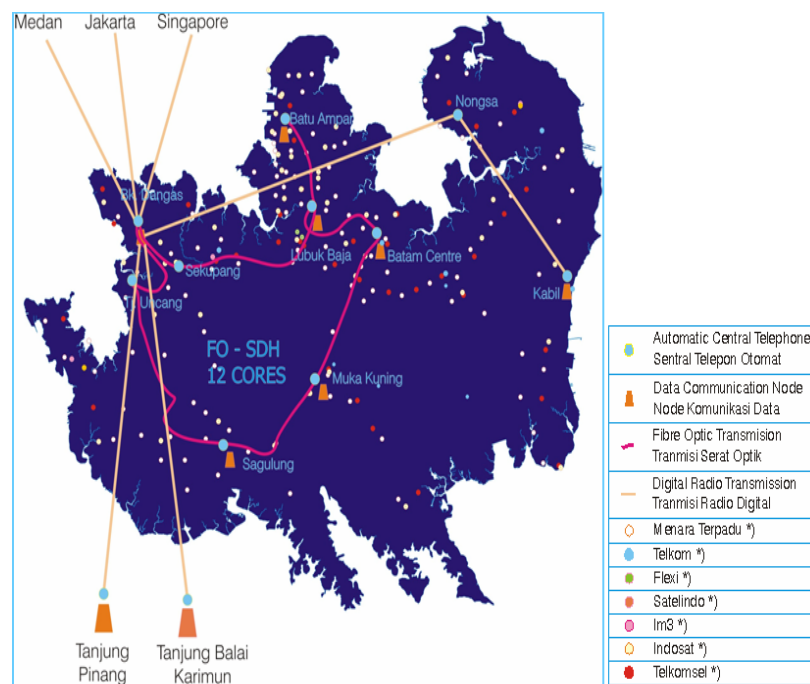 Medan Jakarta Singapore
Nongsa
Batu Ampar
Bk. Dangas
Lubuk Baja
Batam Centre
Sekupang
Tj. Uncang
Kabil
FO - SDH
12 CORES
Muka Kuning
Sagulung
Tanjung
Pinang
Tanjung Balai
Karimun
Automatic Central Telephone
Sentral Telepon Otomat
Data Communication Node
Node Komunikasi Data
Fibre Optic Transmision
Tranmisi Serat Optik
Digital Radio Transmission
Tranmisi Radio Digital
Menara Terpadu *)
Telkom *)
Flexi *)
Satelindo *)
Im3 *)
Indosat *)
Telkomsel *)